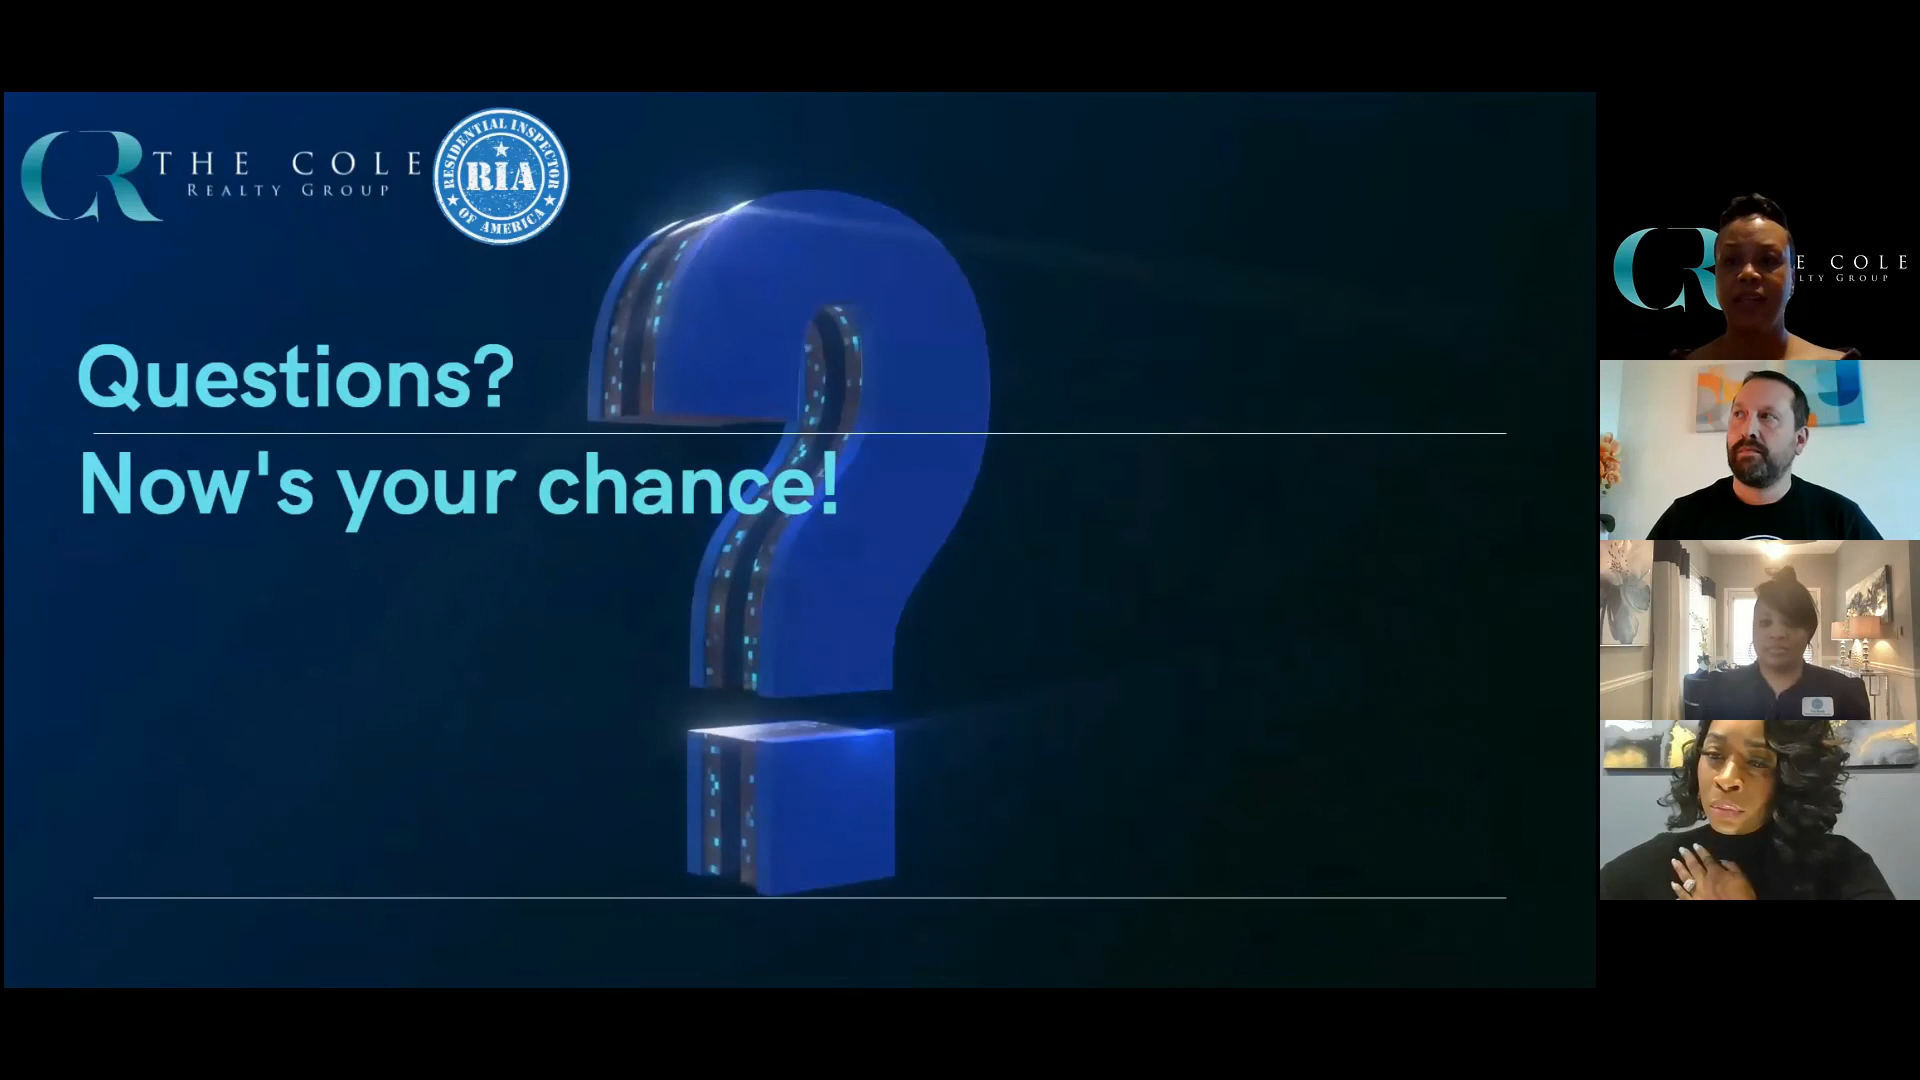 THE COLE
REALTY GROUP
RESIDENTIAL INSPECTOR
RIA
OF AMERICA
Questions?
Now's your chance!
E COLE
LTY GROUP